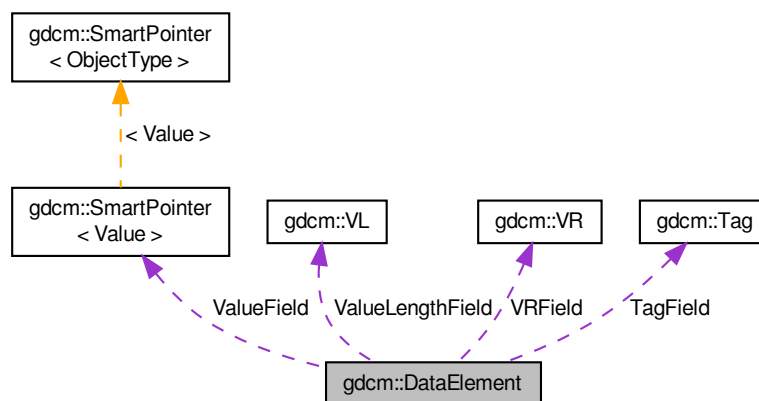 gdcm::SmartPointer
< ObjectType >
< Value >
gdcm::SmartPointer
< Value >
gdcm::VL
gdcm::VR
gdcm::Tag
ValueField
ValueLengthField
VRField
TagField
gdcm::DataElement